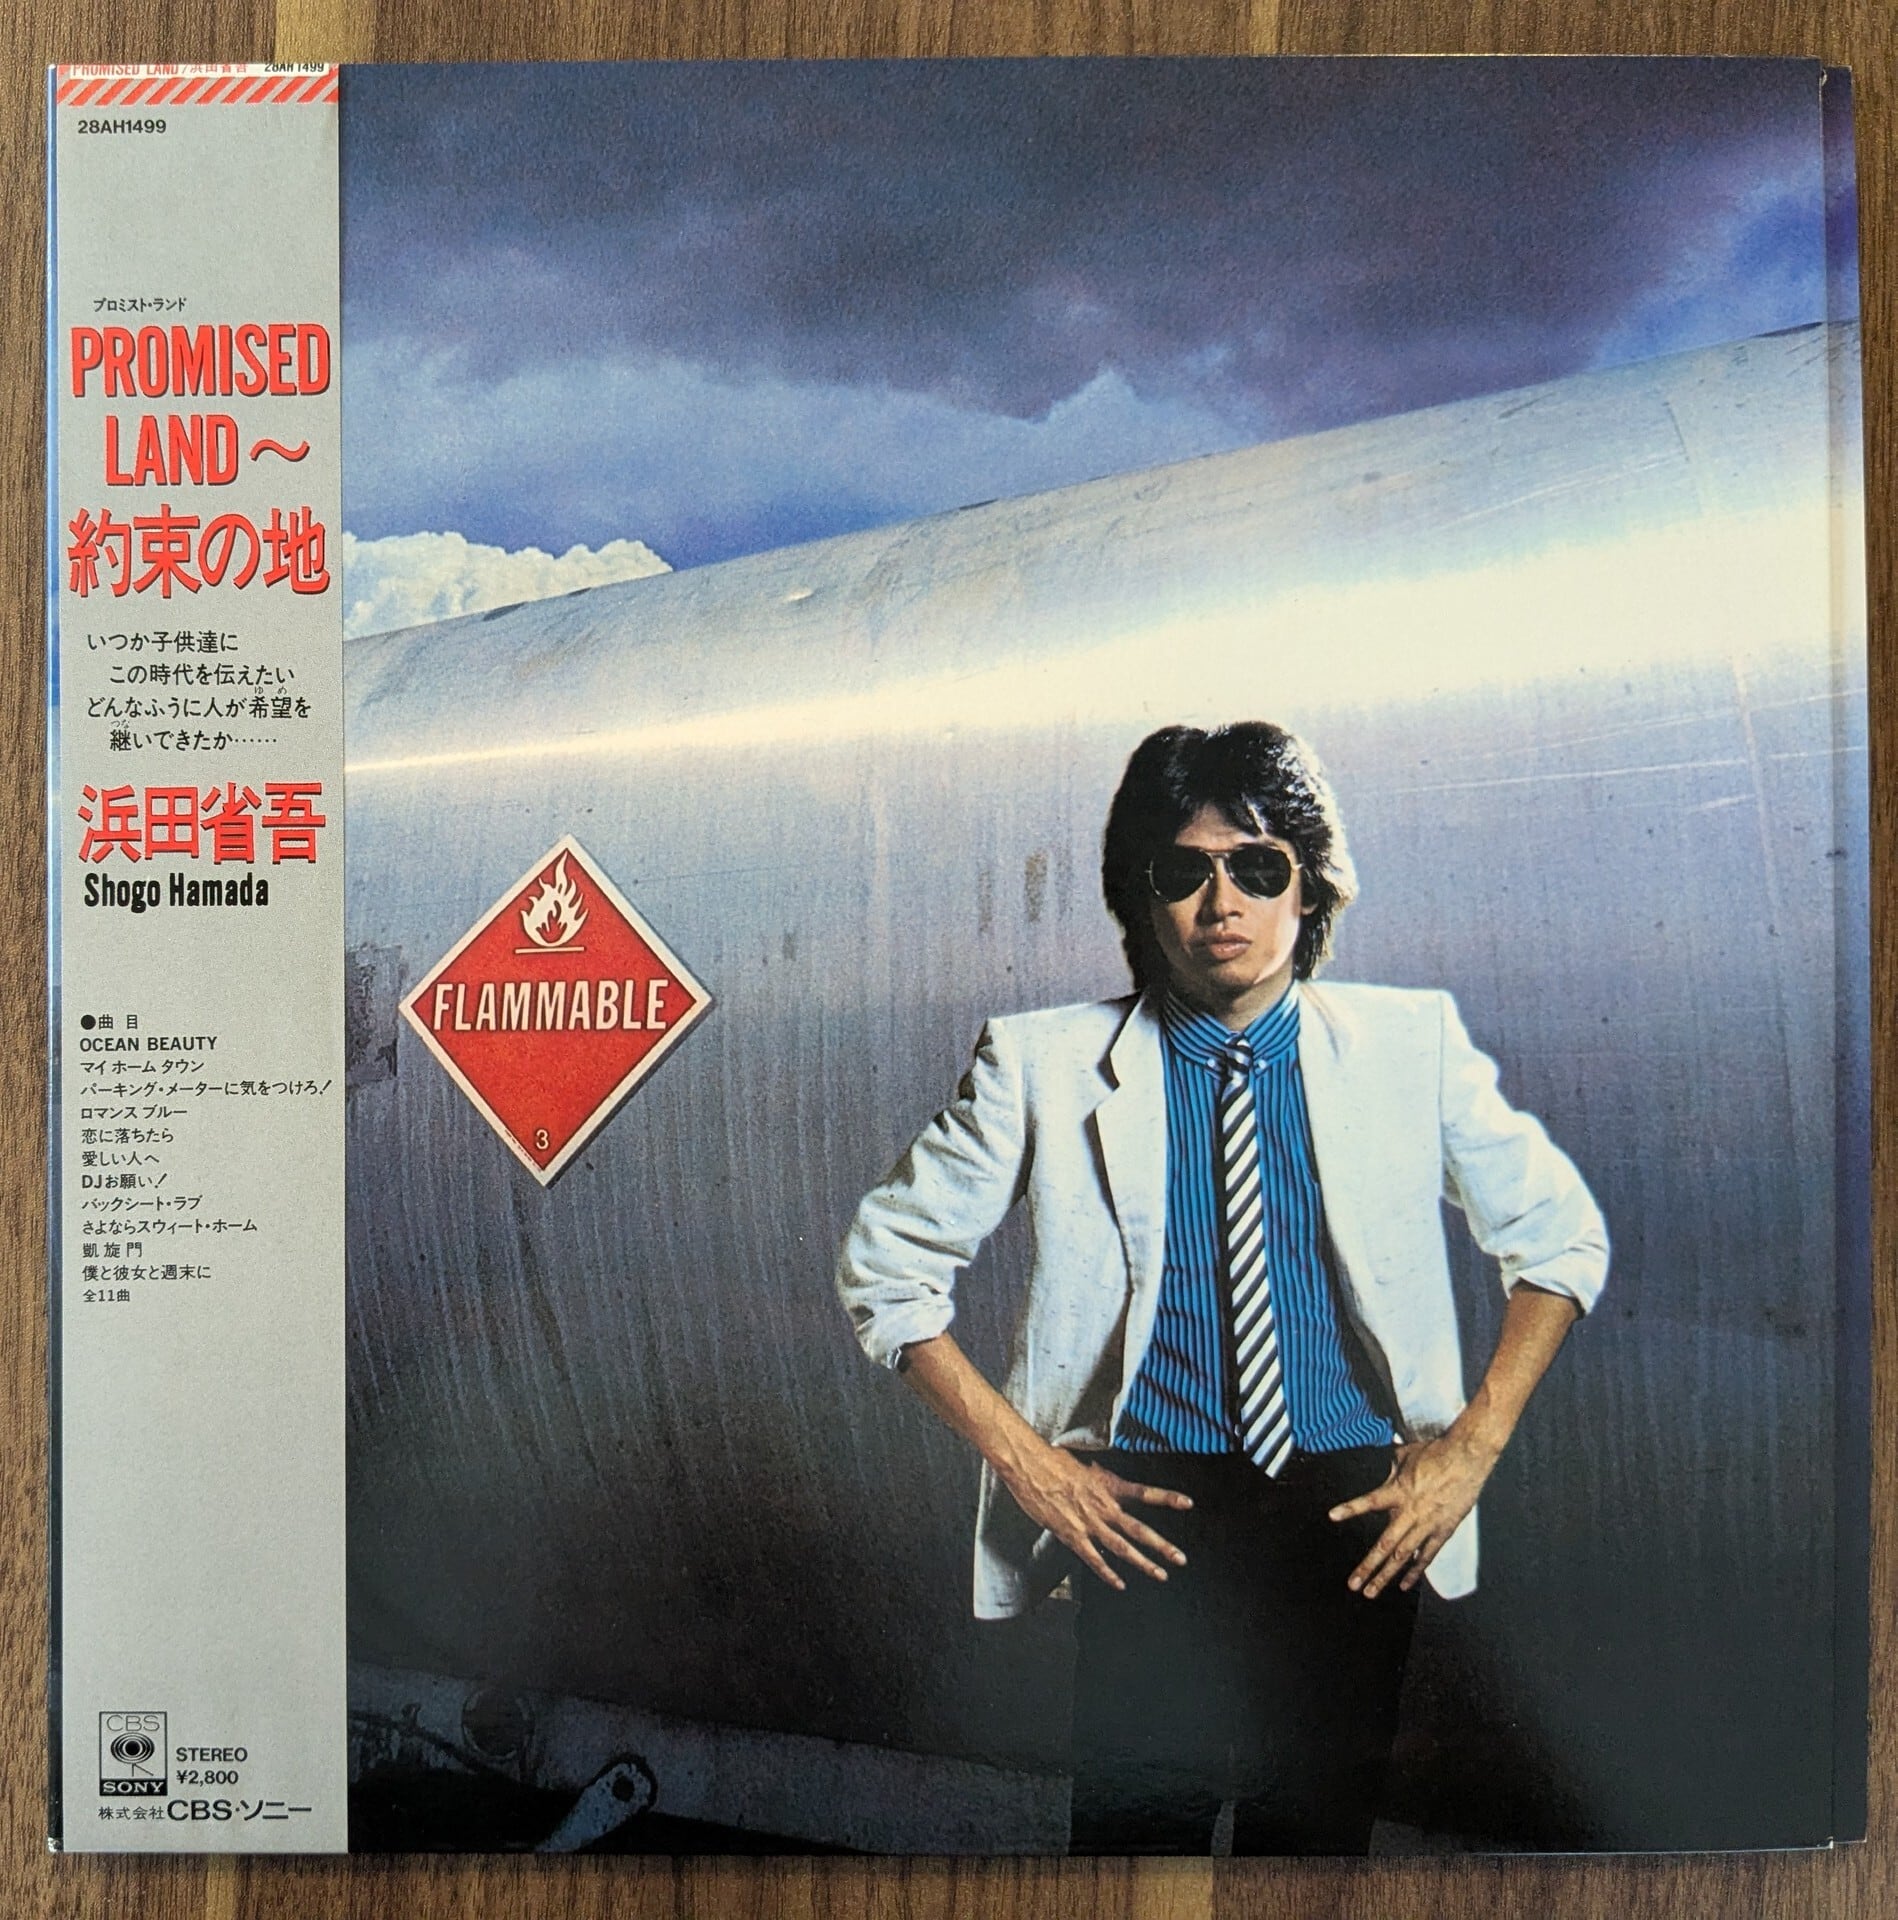 PROMISED LAND/浜田省吾 28AH1499
28AH1499
プロミスト・ランド
PROMISED
LAND〜
約束の地
いつか子供達に
この時代を伝えたい
ゆめ
どんなふうに人が希望を
つな
継いできたか……
浜田省吾
Shogo Hamada
●曲目
OCEAN BEAUTY
マイ ホーム タウン
パーキング・メーターに気をつけろ!
ロマンス ブルー
恋に落ちたら
愛しい人へ
DJお願い!
バックシート・ラブ
さよならスウィート・ホーム
凱旋門
僕と彼女と週末に
全11曲
CBS
SONY
STEREO
¥2,800
株式会社CBS・ソニー
FLAMMABLE
3